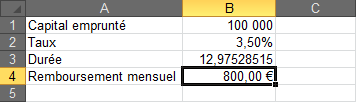 A B C
1 Capital emprunté 100 000
2 Taux 3,50%
3 Durée 12,97528515
4 Remboursement mensuel 800,00 €
5